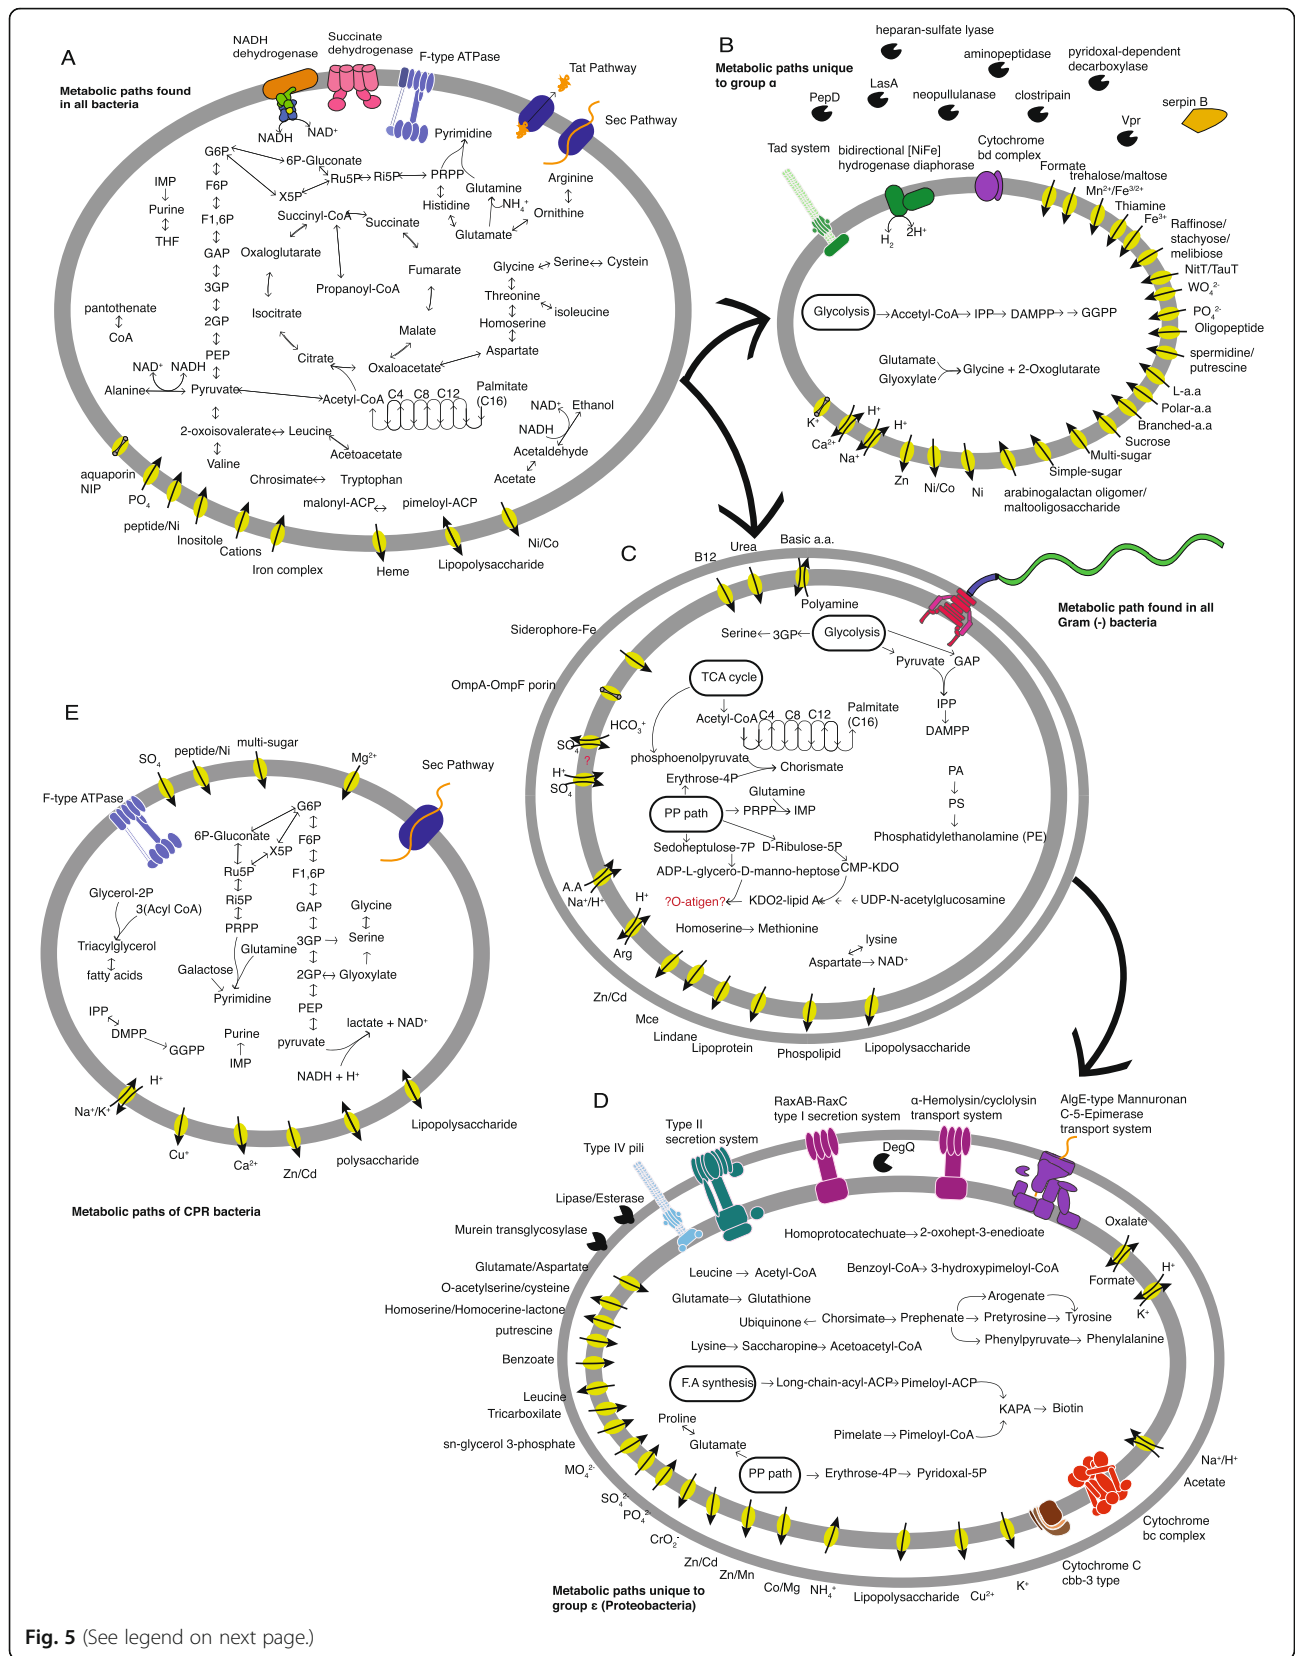 A
Metabolic paths found
in all bacteria
NADH
dehydrogenase
Succinate
dehydrogenase
F-type ATPase
Tat Pathway
Sec Pathway
NADH
NAD+
Pyrimidine
G6P
6P-Gluconate
Ru5P
Ri5P
PRPP
Arginine
IMP
F6P
X5P
Glutamine
NH4+
Purine
F1,6P
Succinyl-CoA
Succinate
Histidine
Ornithine
THF
Glutamate
GAP
Oxaloglutarate
Fumarate
Glycine
Serine
Cystein
3GP
Propanoyl-CoA
Threonine
isoleucine
pantothenate
2GP
Isocitrate
Homoserine
CoA
Malate
PEP
Citrate
Oxaloacetate
Aspartate
NAD+
NADH
Alanine
Pyruvate
Acetyl-CoA
C4
C8
C12
Palmitate
(C16)
NAD+
Ethanol
NADH
2-oxoisovalerate
Leucine
Acetoacetate
Acetaldehyde
Valine
Chrosimate
Tryptophan
Acetate
malonyl-ACP
pimeloyl-ACP
aquaporin
NIP
PO4
peptide/Ni
Inositole
Cations
Iron complex
Heme
Lipopolysaccharide
Ni/Co
B
Metabolic paths unique
to group α
heparan-sulfate lyase
aminopeptidase
pyridoxal-dependent
decarboxylase
PepD
LasA
neopullulanase
clostripain
Vpr
serpin B
Tad system
bidirectional [NiFe]
hydrogenase diaphorase
Cytochrome
bd complex
H2
2H+
Formate
trehalose/maltose
Mn2+/Fe3/2+
Thiamine
Fe3+
Raffinose/
stachyose/
melibiose
NitT/TauT
WO42-
PO42-
Oligopeptide
spermidine/
putrescine
L-a.a
Polar-a.a
Branched-a.a
Sucrose
Multi-sugar
Simple-sugar
arabinogalactan oligomer/
maltooligosaccharide
Glycolysis
Accetyl-CoA
IPP
DAMPP
GGPP
Glutamate
Glyoxylate
Glycine + 2-Oxoglutarate
K+
Ca2+
H+
Na+
H+
Zn
Ni/Co
Ni
C
Metabolic path found in all
Gram (-) bacteria
B12
Urea
Basic a.a.
Polyamine
Siderophore-Fe
OmpA-OmpF porin
HCO3+
SO4
?
H+
SO4
A.A
Na+/H+
H+
Arg
Zn/Cd
Mce
Lindane
Lipoprotein
Phospolipid
Lipopolysaccharide
Serine
3GP
Glycolysis
Pyruvate
GAP
IPP
DAMPP
TCA cycle
Acetyl-CoA
C4
C8
C12
Palmitate
(C16)
phosphoenolpyruvate
Erythrose-4P
Chorismate
Glutamine
PP path
PRPP
IMP
PA
PS
Phosphatidylethanolamine (PE)
Sedoheptulose-7P
D-Ribulose-5P
ADP-L-glycero-D-manno-heptose
CMP-KDO
?O-atigen?
KDO2-lipid A
UDP-N-acetylglucosamine
Homoserine
Methionine
lysine
Aspartate
NAD+
E
SO4
peptide/Ni
multi-sugar
Mg2+
Sec Pathway
F-type ATPase
G6P
6P-Gluconate
X5P
F6P
Ru5P
F1,6P
Ri5P
GAP
PRPP
Glycine
Glycerol-2P
3(Acyl CoA)
Glutamine
3GP
Serine
Triacylglycerol
fatty acids
Galactose
2GP
Glyoxylate
Pyrimidine
PEP
IPP
DMPP
GGPP
Purine
IMP
pyruvate
lactate + NAD+
NADH + H+
H+
Na+/K+
Cu+
Ca2+
Zn/Cd
polysaccharide
Lipopolysaccharide
Metabolic paths of CPR bacteria
D
Type IV pili
Type II
secretion system
RaxAB-RaxC
type I secretion system
α-Hemolysin/cyclolysin
transport system
AlgE-type Mannuronan
C-5-Epimerase
transport system
DegQ
Lipase/Esterase
Murein transglycosylase
Glutamate/Aspartate
O-acetylserine/cysteine
Homoserine/Homocerine-lactone
putrescine
Benzoate
Leucine
Tricarboxilate
sn-glycerol 3-phosphate
MO42-
SO42-
PO42-
CrO2-
Zn/Cd
Zn/Mn
Co/Mg
NH4+
Lipopolysaccharide
Cu2+
K+
Homoprotocatechuate
2-oxohept-3-enedioate
Leucine
Acetyl-CoA
Benzoyl-CoA
3-hydroxypimeloyl-CoA
Glutamate
Glutathione
Arogenate
Ubiquinone
Chorsimate
Prephenate
Pretyrosine
Tyrosine
Lysine
Saccharopine
Acetoacetyl-CoA
Phenylpyruvate
Phenylalanine
F.A synthesis
Long-chain-acyl-ACP
Pimeloyl-ACP
KAPA
Biotin
Proline
Glutamate
Pimelate
Pimeloyl-CoA
PP path
Erythrose-4P
Pyridoxal-5P
Oxalate
Formate
H+
K+
Na+/H+
Acetate
Cytochrome
bc complex
Cytochrome C
cbb-3 type
Metabolic paths unique to
group ε (Proteobacteria)
Fig. 5 (See legend on next page.)